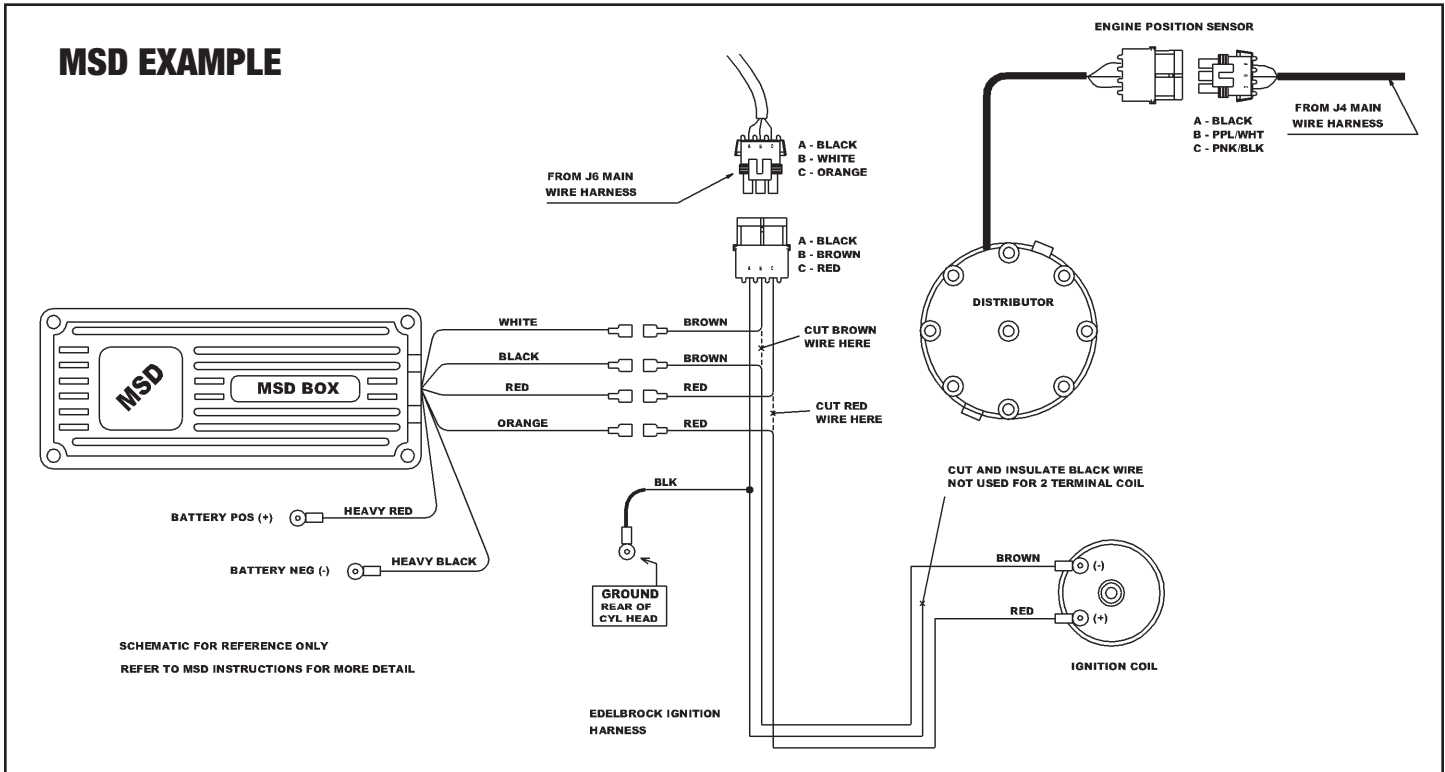 MSD EXAMPLE
ENGINE POSITION SENSOR
A B C
A - BLACK
B - PPL/WHT
C - PNK/BLK
FROM J4 MAIN
WIRE HARNESS
A B C
A - BLACK
B - WHITE
C - ORANGE
FROM J6 MAIN
WIRE HARNESS
A - BLACK
B - BROWN
C - RED
A B C
DISTRIBUTOR
MSD
MSD BOX
WHITE
BROWN
CUT BROWN
WIRE HERE
BLACK
BROWN
RED
RED
CUT RED
WIRE HERE
ORANGE
RED
BLK
CUT AND INSULATE BLACK WIRE
NOT USED FOR 2 TERMINAL COIL
BATTERY POS (+)
HEAVY RED
BATTERY NEG (-)
HEAVY BLACK
GROUND
REAR OF
CYL HEAD
BROWN
(-)
RED
(+)
IGNITION COIL
SCHEMATIC FOR REFERENCE ONLY
REFER TO MSD INSTRUCTIONS FOR MORE DETAIL
EDELBROCK IGNITION
HARNESS